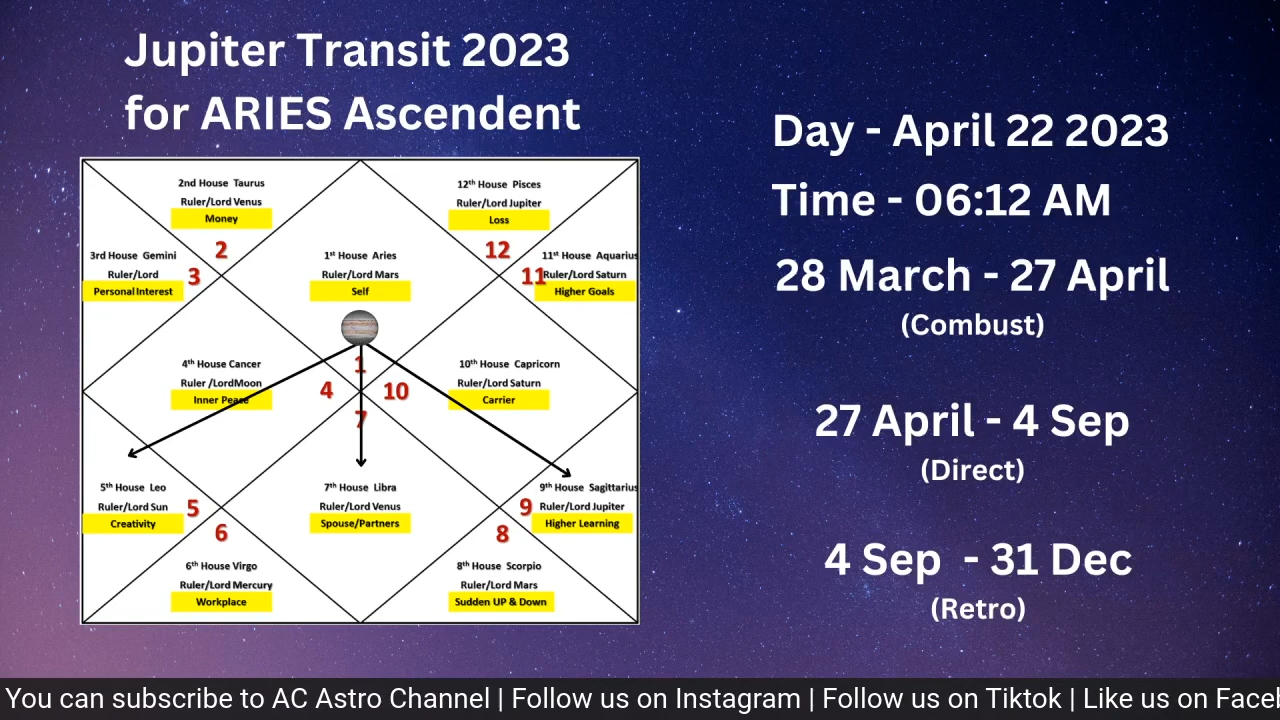 Jupiter Transit 2023
for ARIES Ascendent
Day - April 22 2023
Time - 06:12 AM
28 March - 27 April
(Combust)
27 April - 4 Sep
(Direct)
4 Sep - 31 Dec
(Retro)
2nd House Taurus
Ruler/Lord Venus
Money
2
12th House Pisces
Ruler/Lord Jupiter
Loss
12
3rd House Gemini
Ruler/Lord
Personal Interest
3
1st House Aries
Ruler/Lord Mars
Self
1
11st House Aquarius
Ruler/Lord Saturn
Higher Goals
11
4th House Cancer
Ruler /LordMoon
Inner Peace
4
10th House Capricorn
Ruler/Lord Saturn
Carrier
10
7
5th House Leo
Ruler/Lord Sun
Creativity
5
7th House Libra
Ruler/Lord Venus
Spouse/Partners
9th House Sagittarius
Ruler/Lord Jupiter
Higher Learning
9
6
6th House Virgo
Ruler/Lord Mercury
Workplace
8
8th House Scorpio
Ruler/Lord Mars
Sudden UP & Down
You can subscribe to AC Astro Channel | Follow us on Instagram | Follow us on Tiktok | Like us on Faceb